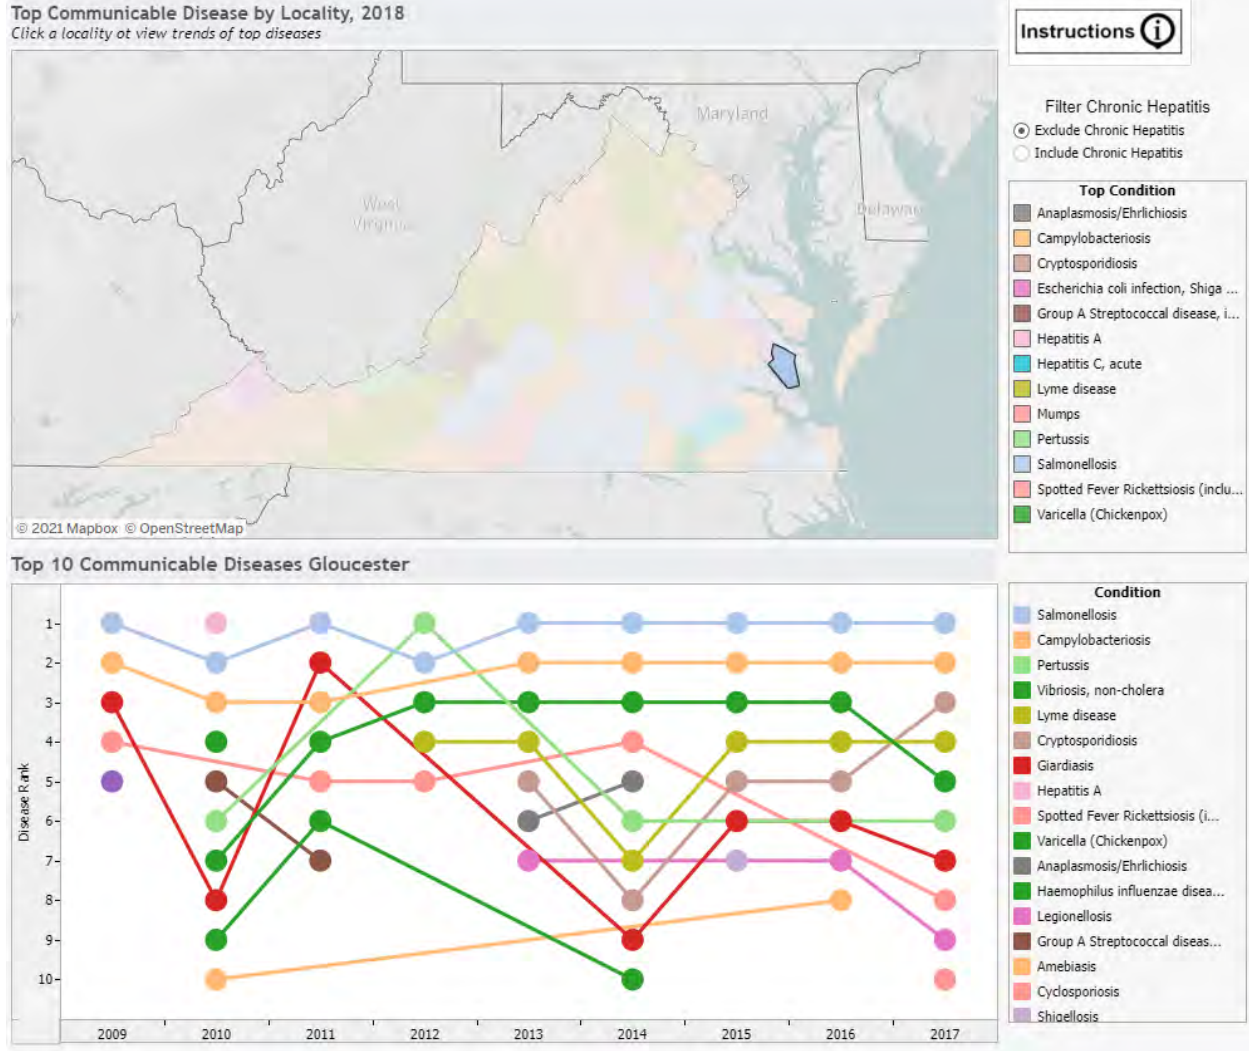 Top Communicable Disease by Locality, 2018
Click a locality ot view trends of top diseases
Instructions
Maryland
DC
West
Virginia
Delaware
© 2021 Mapbox © OpenStreetMap
Filter Chronic Hepatitis
Exclude Chronic Hepatitis
Include Chronic Hepatitis
Top Condition
Anaplasmosis/Ehrlichiosis
Campylobacteriosis
Cryptosporidiosis
Escherichia coli infection, Shiga ...
Group A Streptococcal disease, i...
Hepatitis A
Hepatitis C, acute
Lyme disease
Mumps
Pertussis
Salmonellosis
Spotted Fever Rickettsiosis (inclu...
Varicella (Chickenpox)
Top 10 Communicable Diseases Gloucester
Disease Rank
1
2
3
4
5
6
7
8
9
10
2009 2010 2011 2012 2013 2014 2015 2016 2017
Condition
Salmonellosis
Campylobacteriosis
Pertussis
Vibriosis, non-cholera
Lyme disease
Cryptosporidiosis
Giardiasis
Hepatitis A
Spotted Fever Rickettsiosis (i...
Varicella (Chickenpox)
Anaplasmosis/Ehrlichiosis
Haemophilus influenzae disea...
Legionellosis
Group A Streptococcal diseas...
Amebiasis
Cyclosporiosis
Shigellosis